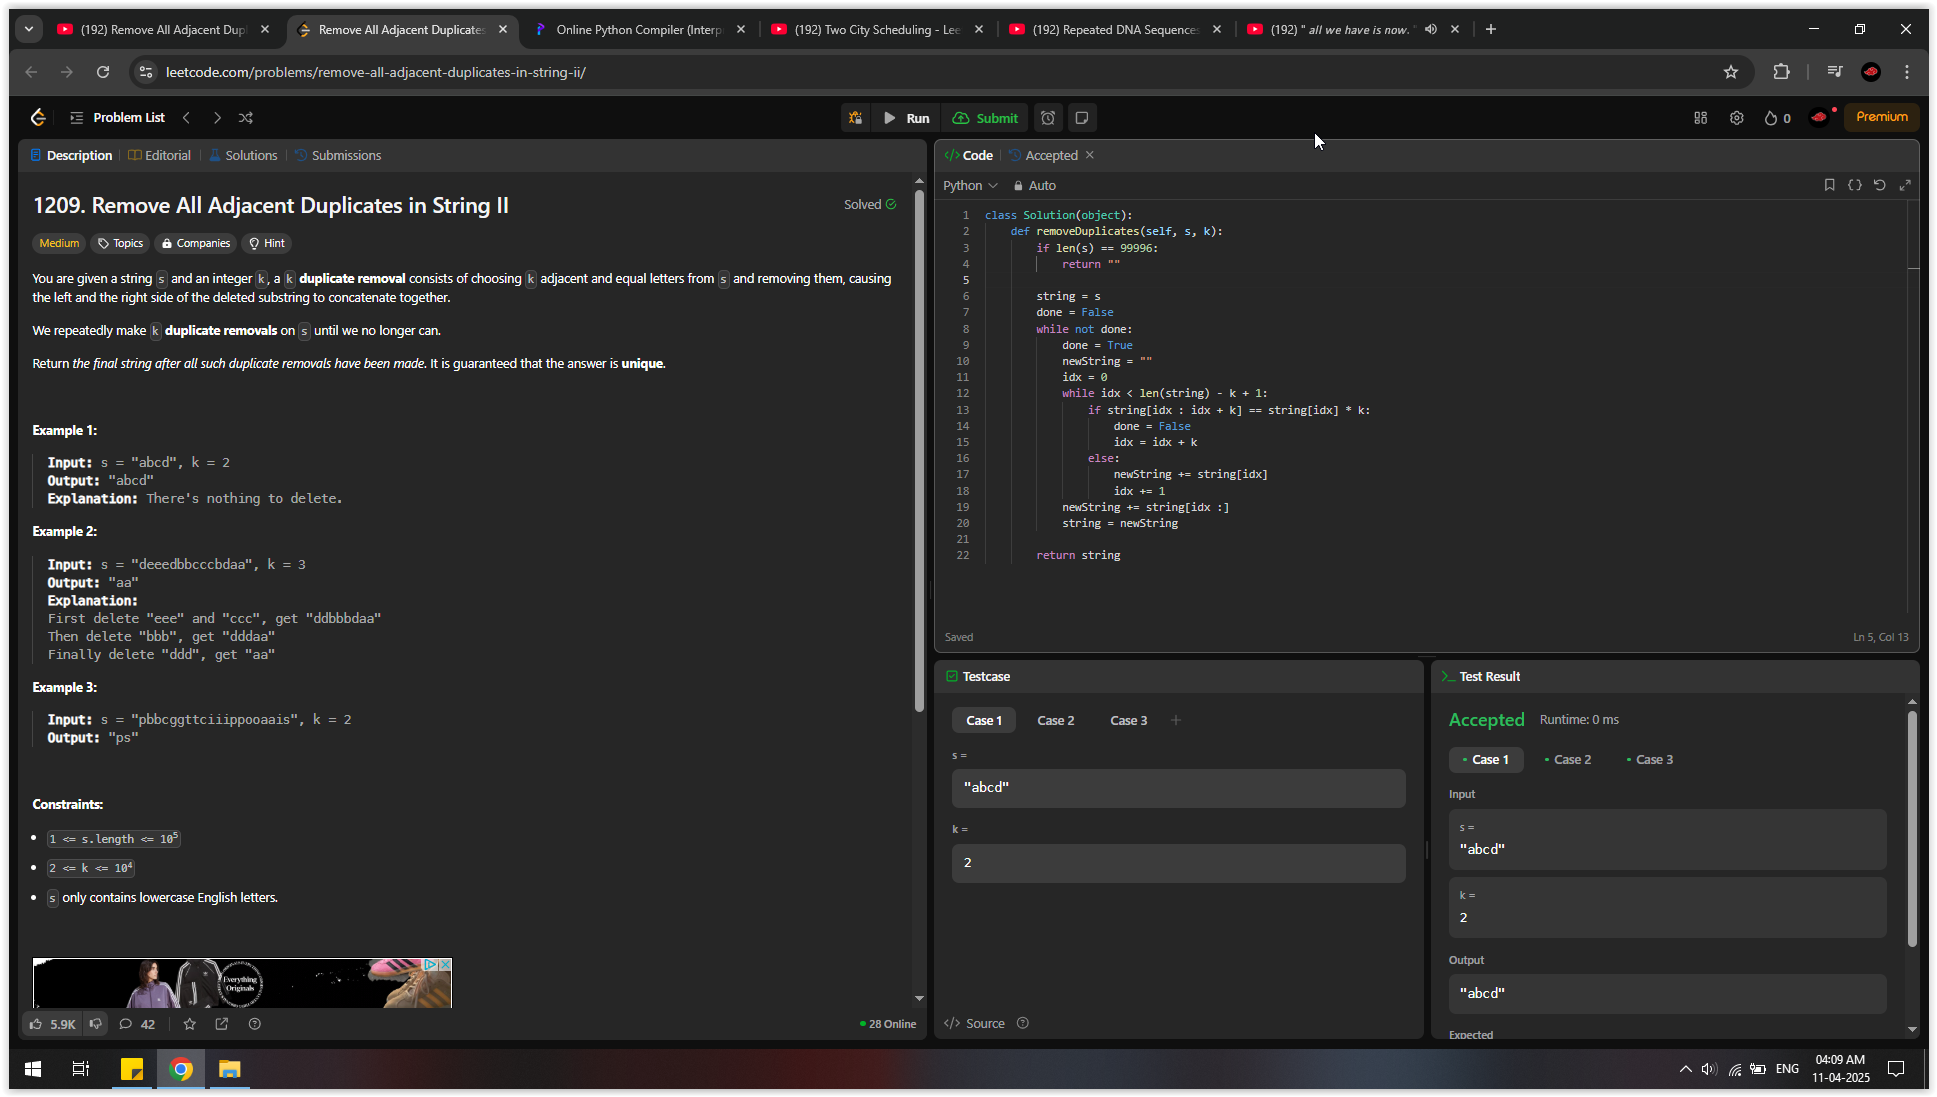 (192) Remove All Adjacent Dupl
Remove All Adjacent Duplicates
Online Python Compiler (Interp
(192) Two City Scheduling - Lee
(192) Repeated DNA Sequences
(192) " all we have is now.
leetcode.com/problems/remove-all-adjacent-duplicates-in-string-ii/
Problem List
Run
Submit
0
Premium
Description
Editorial
Solutions
Submissions
1209. Remove All Adjacent Duplicates in String II
Solved
Medium
Topics
Companies
Hint
You are given a string s and an integer k, a k duplicate removal consists of choosing k adjacent and equal letters from s and removing them, causing
the left and the right side of the deleted substring to concatenate together.
We repeatedly make k duplicate removals on s until we no longer can.
Return the final string after all such duplicate removals have been made. It is guaranteed that the answer is unique.
Example 1:
Input: s = "abcd", k = 2
Output: "abcd"
Explanation: There's nothing to delete.
Example 2:
Input: s = "deeedbbcccbdaa", k = 3
Output: "aa"
Explanation:
First delete "eee" and "ccc", get "ddbbbdaa"
Then delete "bbb", get "dddaa"
Finally delete "ddd", get "aa"
Example 3:
Input: s = "pbbcggttciiippooaais", k = 2
Output: "ps"
Constraints:
1 <= s.length <= 10⁵
2 <= k <= 10⁴
s only contains lowercase English letters.
Everything
Originals
5.9K
42
28 Online
Code
Accepted
Python
Auto
1 class Solution(object):
2 def removeDuplicates(self, s, k):
3 if len(s) == 99996:
4 return ""
5
6 string = s
7 done = False
8 while not done:
9 done = True
10 newString = ""
11 idx = 0
12 while idx < len(string) - k + 1:
13 if string[idx : idx + k] == string[idx] * k:
14 done = False
15 idx = idx + k
16 else:
17 newString += string[idx]
18 idx += 1
19 newString += string[idx :]
20 string = newString
21
22 return string
Saved
Ln 5, Col 13
Testcase
Case 1
Case 2
Case 3
s =
"abcd"
k =
2
Source
Test Result
Accepted
Runtime: 0 ms
Case 1
Case 2
Case 3
Input
s =
"abcd"
k =
2
Output
"abcd"
Expected
ENG
04:09 AM
11-04-2025